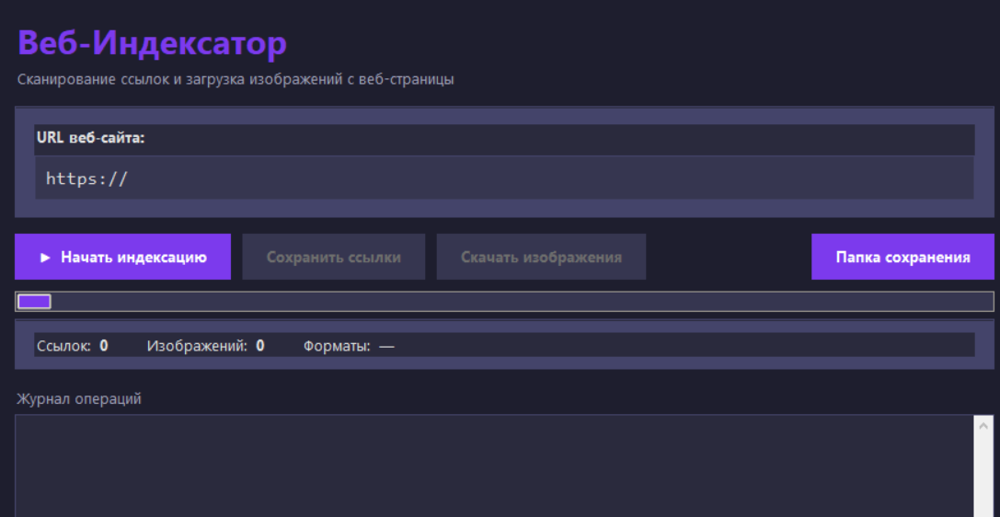 Веб-Индексатор
Сканирование ссылок и загрузка изображений с веб-страницы
URL веб-сайта:
https://
► Начать индексацию Сохранить ссылки Скачать изображения Папка сохранения
Ссылок: 0 Изображений: 0 Форматы: —
Журнал операций